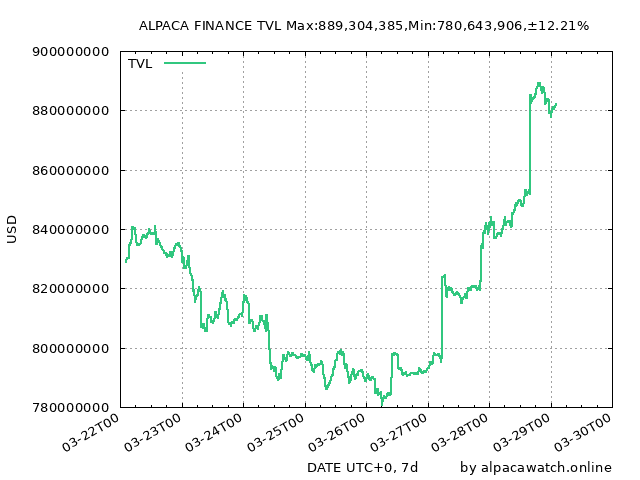 ALPACA FINANCE TVL Max:889,304,385,Min:780,643,906,±12.21%
900000000
TVL
880000000
860000000
840000000
USD
820000000
800000000
780000000
03-22T00
03-23T00
03-24T00
03-25T00
03-26T00
03-27T00
03-28T00
03-29T00
03-30T00
DATE UTC+0, 7d
by alpacawatch.online